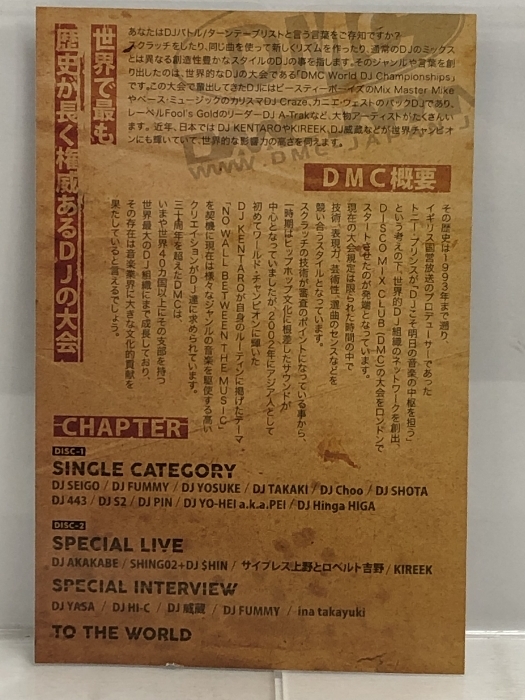 世界で最も
歴史が長く権威あるDJの大会
あなたはDJバトル/ターンテーブリストと言う言葉をご存知ですか?
スクラッチをしたり、同じ曲を使って新しくリズムを作ったり、通常のDJのミックス
とは異なる創造性豊かなスタイルのDJの事を指します。そのジャンルや言葉を創
り出したのは、世界的なDJの大会である「DMC World DJ Championships」
です。この大会で輩出してきたDJにはビースティーボーイズのMix Master Mike
やベース・ミュージックのカリスマDJ Craze、カニエ・ウェストのバックDJであり、
レーベルFool's GoldのリーダーDJ A-Trakなど、大物アーティストがたくさんいま
す。近年、日本ではDJ KENTAROやKIREEK、DJ威蔵などが世界チャンピオ
ンにも輝いていて、世界的な影響力の高さを伺えます。
DMC概要
その歴史は1993年まで遡り、
イギリス国営放送のプロデューサーであった
トニー・プリンスが「DJこそ明日の音楽の中枢を担う」
という考えの下、世界的DJ組織のネットワークを創出、
DISCO MIX CLUB(DMC)の大会をロンドンで
スタートさせたのが発端となっています。
現在の大会規定は限られた時間の中で
技術、表現力、芸術性、選曲のセンスなどを
競い合うスタイルとなっています。
スクラッチの技術が審査のポイントになっている事から、
一時期はヒップホップ文化に根差したサウンドが
中心となっていましたが、2002年にアジア人として
初めてワールド・チャンピオンに輝いた
DJ KENTAROが自身のルーティンに掲げたテーマ
"NO WALL BETWEEN THE MUSIC"
を契機に現在は様々なジャンルの音楽を駆使する高い
クリエイションがDJ達に求められています。
三十周年を超えたDMCは、
いまや世界40カ国以上にその支部を持つ
世界最大のDJ組織にまで成長しており、
その存在は音楽業界に大きな文化的貢献を
果たしていると言えるでしょう。
CHAPTER
DISC-1
SINGLE CATEGORY
DJ SEIGO / DJ FUMMY / DJ YOSUKE / DJ TAKAKI / DJ Choo / DJ SHOTA
DJ 443 / DJ S2 / DJ PIN / DJ YO-HEI a.k.a.PEI / DJ Hinga HIGA
DISC-2
SPECIAL LIVE
DJ AKAKABE / SHING02+DJ $HIN / サイプレス上野とロベルト吉野 / KIREEK
SPECIAL INTERVIEW
DJ YASA / DJ HI-C / DJ 威蔵 / DJ FUMMY / ina takayuki
TO THE WORLD